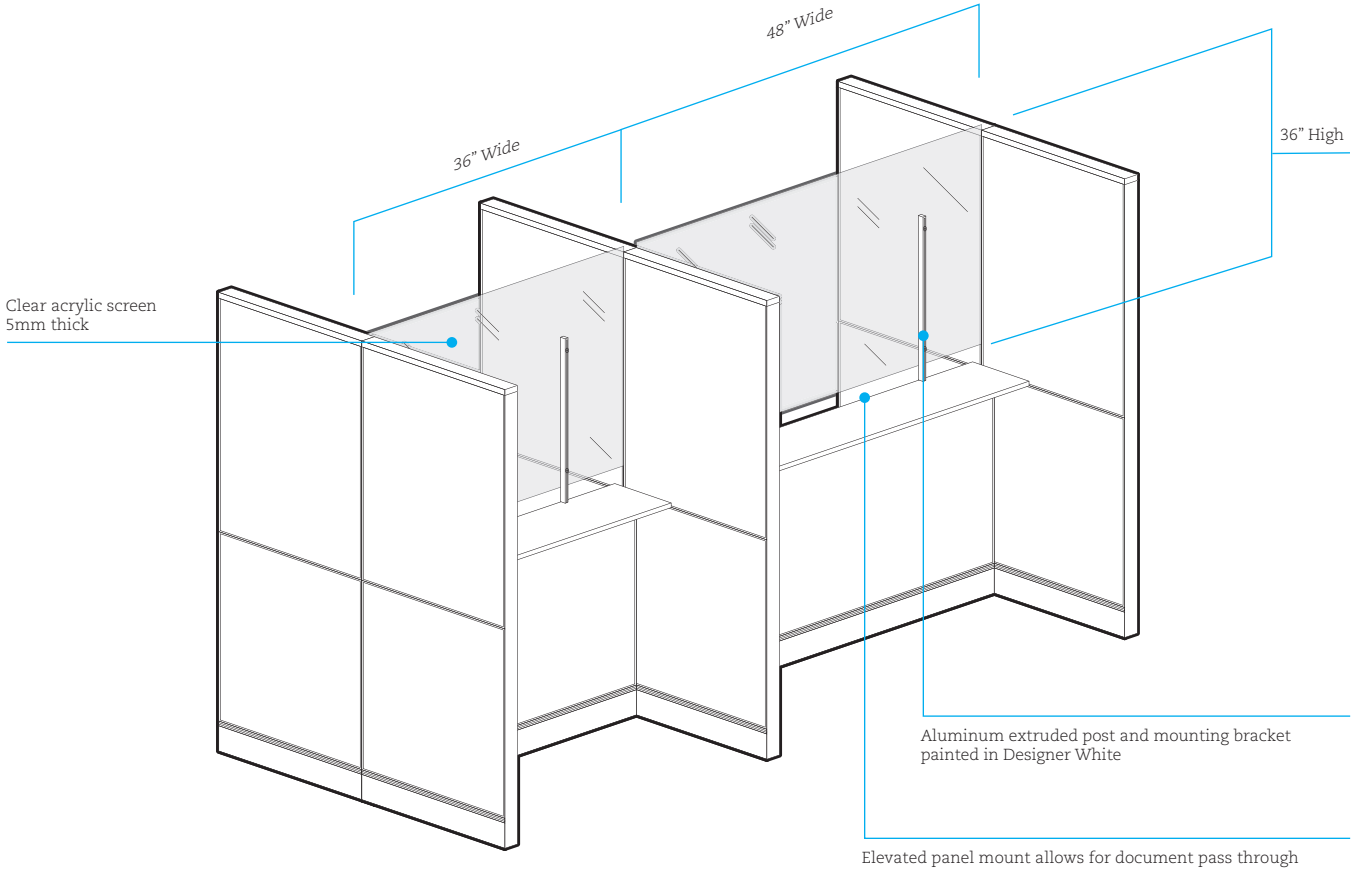 48” Wide
36” Wide
36” High
Clear acrylic screen
5mm thick
Aluminum extruded post and mounting bracket
painted in Designer White
Elevated panel mount allows for document pass through